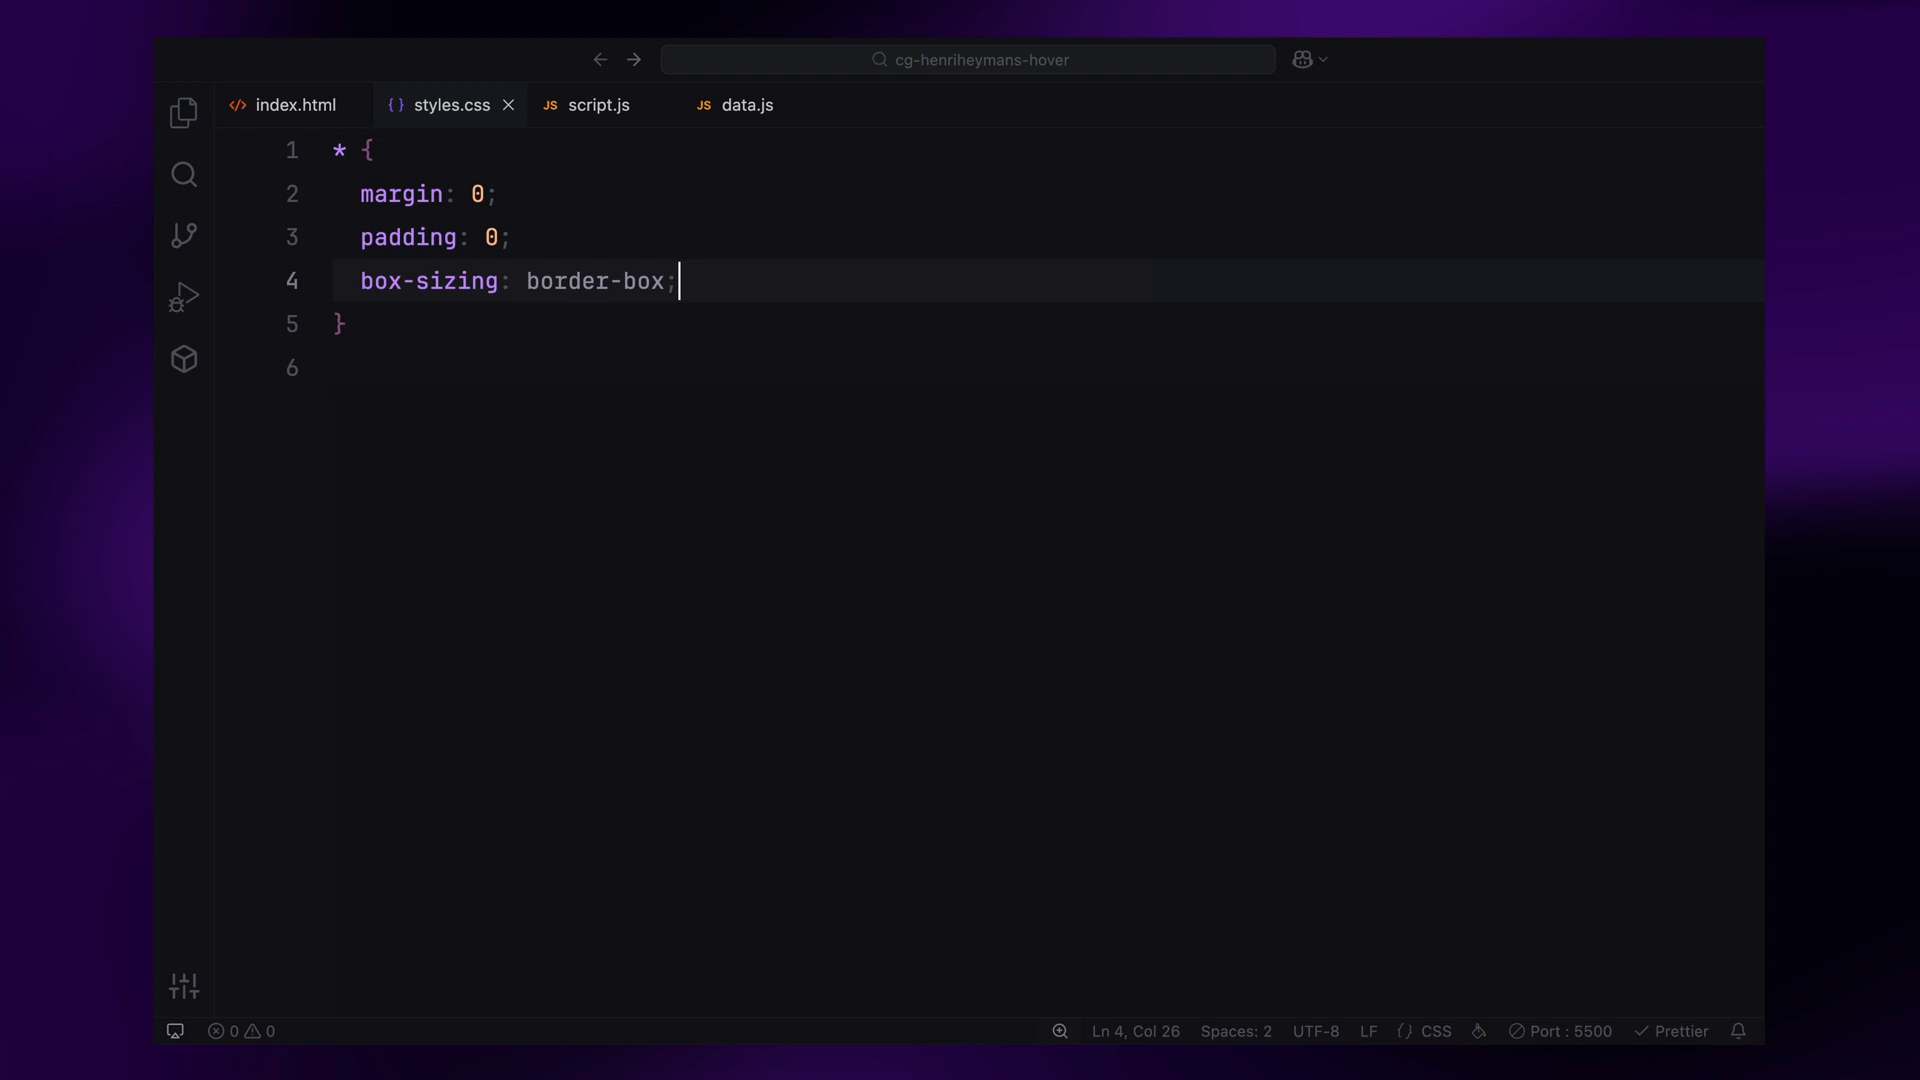 cg-henriheymans-hover
</> index.html
{ } styles.css
JS script.js
JS data.js
1 * {
2 margin: 0;
3 padding: 0;
4 box-sizing: border-box;
5 }
6
0 0
Ln 4, Col 26
Spaces: 2
UTF-8
LF
{} CSS
Port : 5500
Prettier